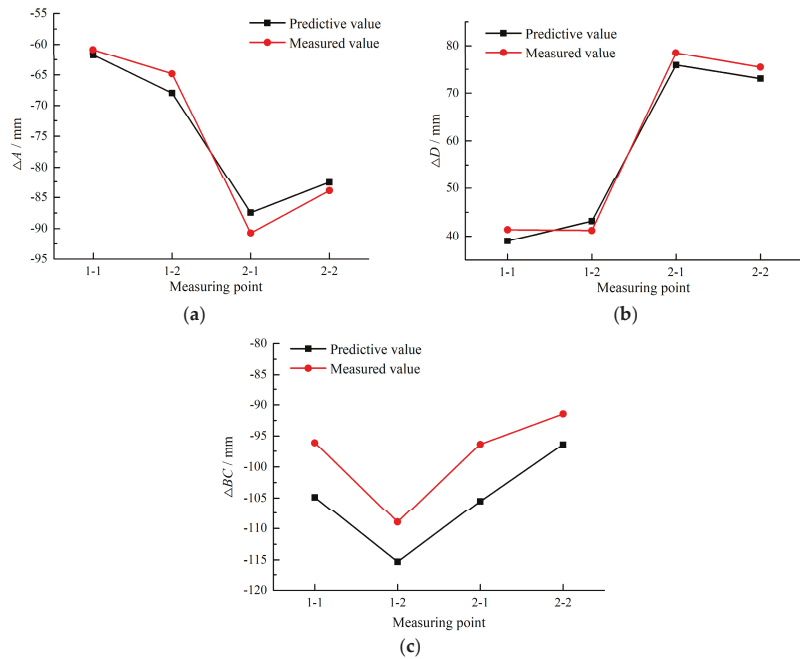 -55
-60
-65
-70
-75
-80
-85
-90
-95
△A / mm
Predictive value
Measured value
1-1 1-2 2-1 2-2
Measuring point
(a)
80
70
60
50
40
△D / mm
Predictive value
Measured value
1-1 1-2 2-1 2-2
Measuring point
(b)
-80
-85
-90
-95
-100
-105
-110
-115
-120
△BC / mm
Predictive value
Measured value
1-1 1-2 2-1 2-2
Measuring point
(c)